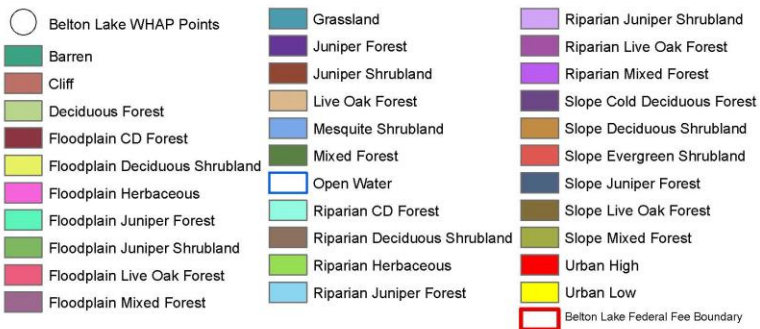 Belton Lake WHAP Points
Barren
Cliff
Deciduous Forest
Floodplain CD Forest
Floodplain Deciduous Shrubland
Floodplain Herbaceous
Floodplain Juniper Forest
Floodplain Juniper Shrubland
Floodplain Live Oak Forest
Floodplain Mixed Forest
Grassland
Juniper Forest
Juniper Shrubland
Live Oak Forest
Mesquite Shrubland
Mixed Forest
Open Water
Riparian CD Forest
Riparian Deciduous Shrubland
Riparian Herbaceous
Riparian Juniper Forest
Riparian Juniper Shrubland
Riparian Live Oak Forest
Riparian Mixed Forest
Slope Cold Deciduous Forest
Slope Deciduous Shrubland
Slope Evergreen Shrubland
Slope Juniper Forest
Slope Live Oak Forest
Slope Mixed Forest
Urban High
Urban Low
Belton Lake Federal Fee Boundary